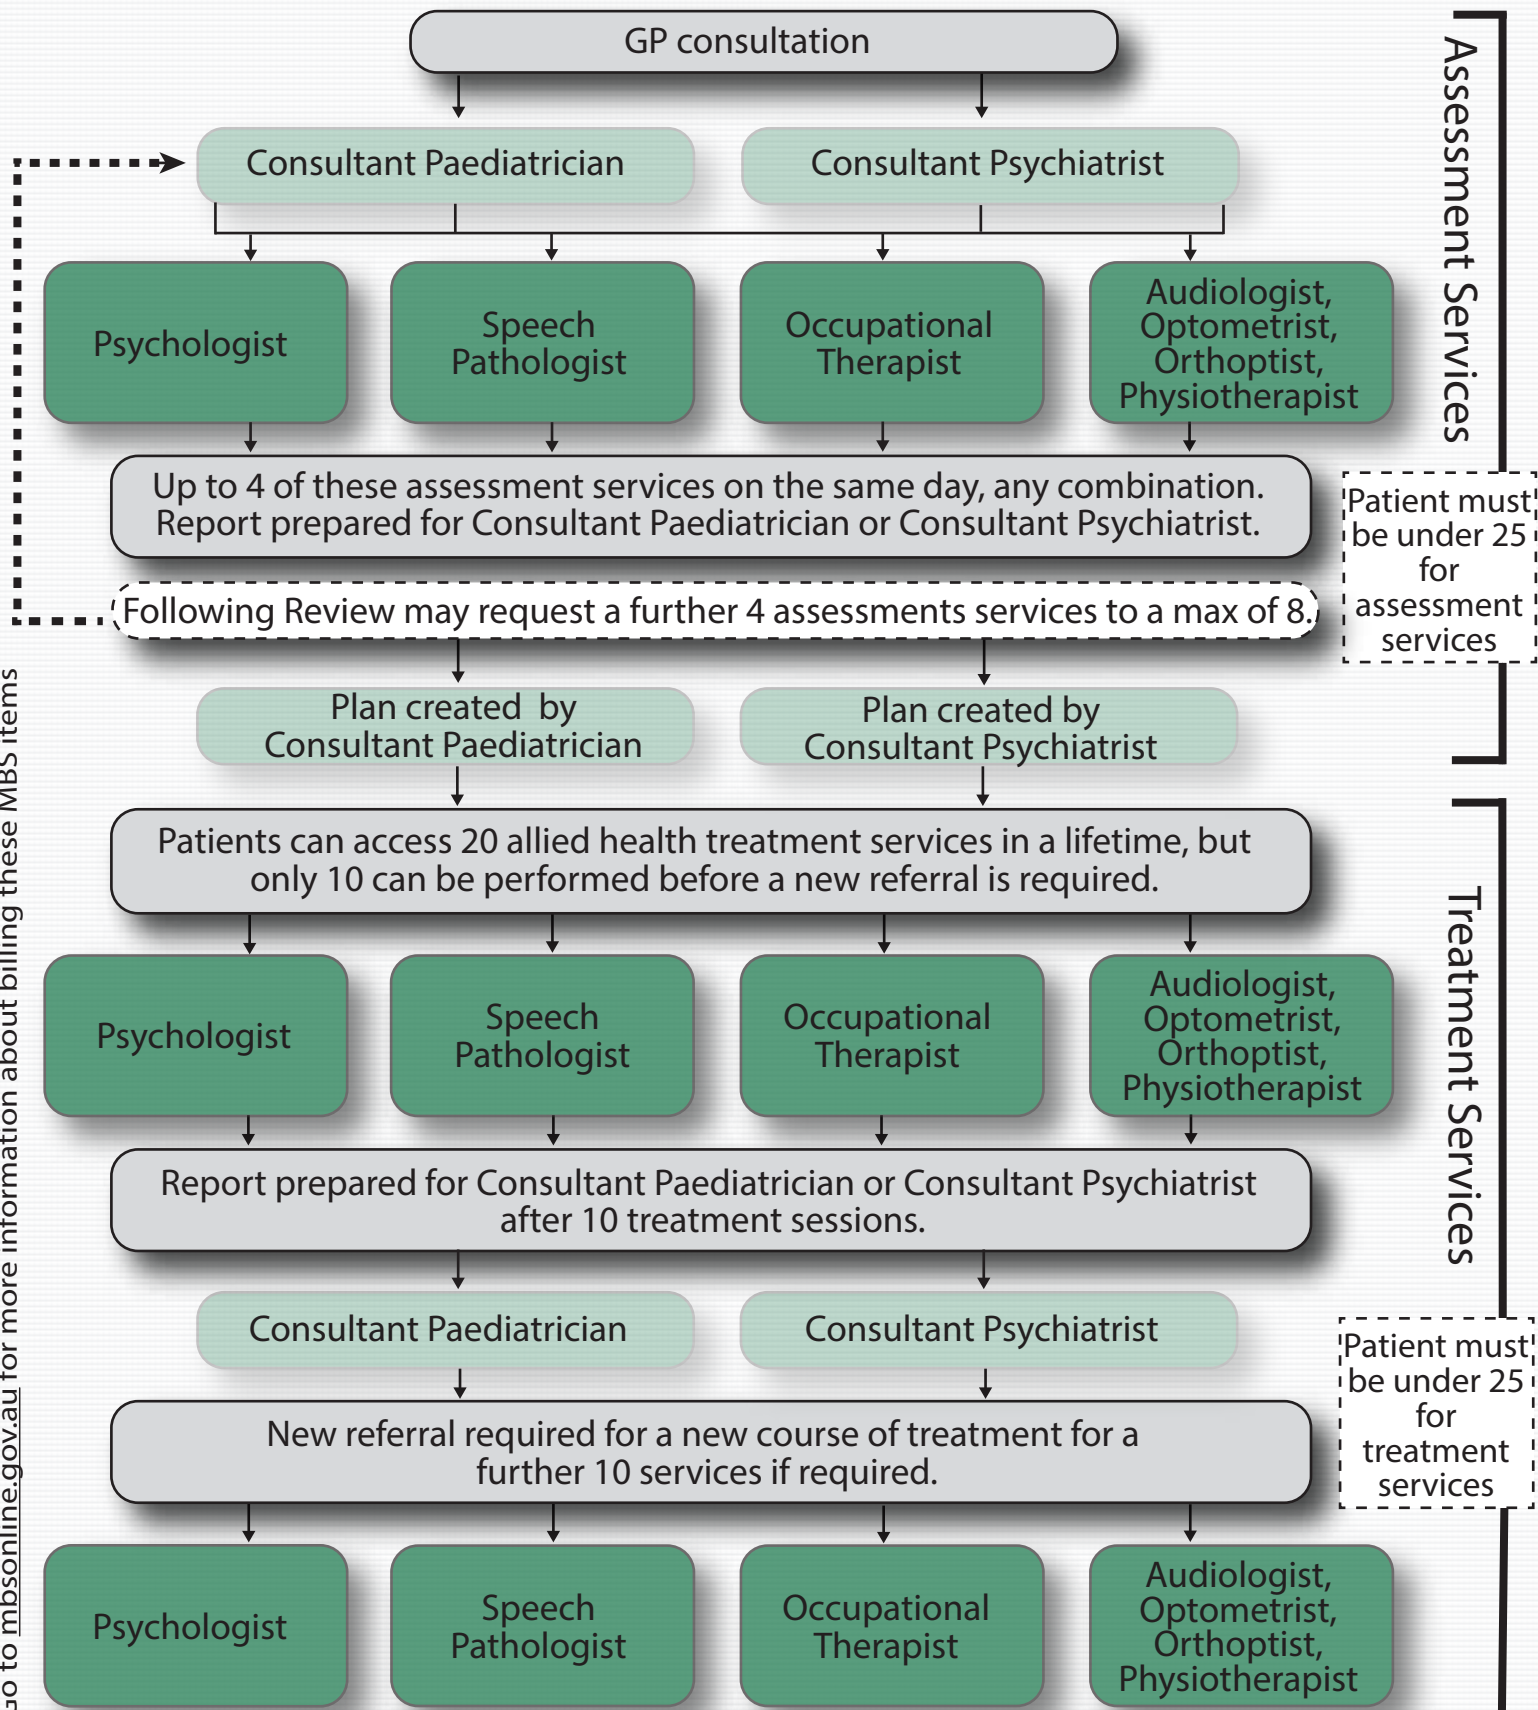 GP consultation
Consultant Paediatrician
Consultant Psychiatrist
Psychologist
Speech
Pathologist
Occupational
Therapist
Audiologist,
Optometrist,
Orthoptist,
Physiotherapist
Up to 4 of these assessment services on the same day, any combination.
Report prepared for Consultant Paediatrician or Consultant Psychiatrist.
Following Review may request a further 4 assessments services to a max of 8.
Plan created by
Consultant Paediatrician
Plan created by
Consultant Psychiatrist
Assessment Services
Patient must
be under 25
for
assessment
services
Patients can access 20 allied health treatment services in a lifetime, but
only 10 can be performed before a new referral is required.
Psychologist
Speech
Pathologist
Occupational
Therapist
Audiologist,
Optometrist,
Orthoptist,
Physiotherapist
Report prepared for Consultant Paediatrician or Consultant Psychiatrist
after 10 treatment sessions.
Consultant Paediatrician
Consultant Psychiatrist
New referral required for a new course of treatment for a
further 10 services if required.
Psychologist
Speech
Pathologist
Occupational
Therapist
Audiologist,
Optometrist,
Orthoptist,
Physiotherapist
Treatment Services
Patient must
be under 25
for
treatment
services
Go to mbsonline.gov.au for more information about billing these MBS items